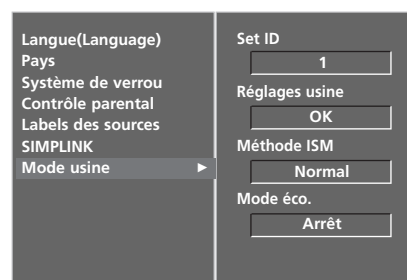 Langue(Language)
Pays
Système de verrou
Contrôle parental
Labels des sources
SIMPLINK
Mode usine ►
Set ID
1
Réglages usine
OK
Méthode ISM
Normal
Mode éco.
Arrêt